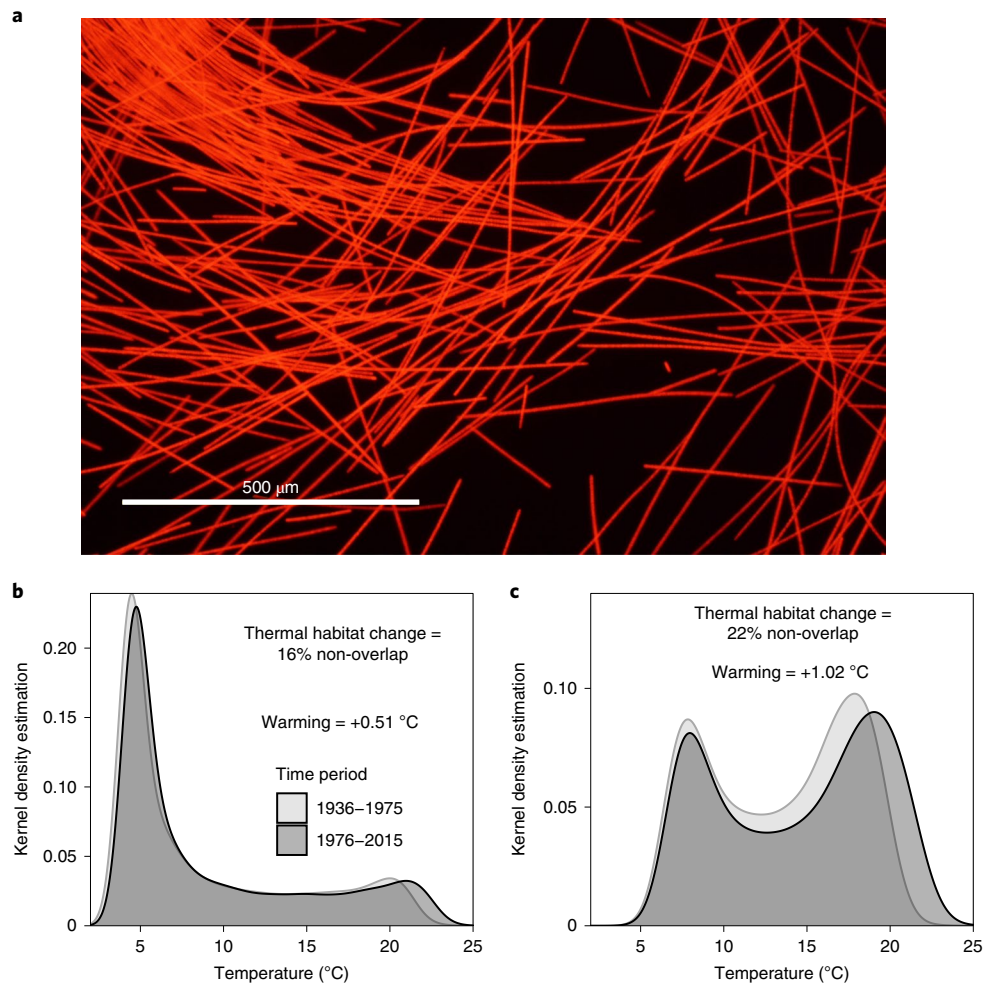 a
500 μm
b
Kernel density estimation
0.20
0.15
0.10
0.05
0
Thermal habitat change =
16% non-overlap
Warming = +0.51 °C
Time period
1936–1975
1976–2015
5
10
15
20
25
Temperature (°C)
c
Kernel density estimation
0.10
0.05
0
Thermal habitat change =
22% non-overlap
Warming = +1.02 °C
5
10
15
20
25
Temperature (°C)